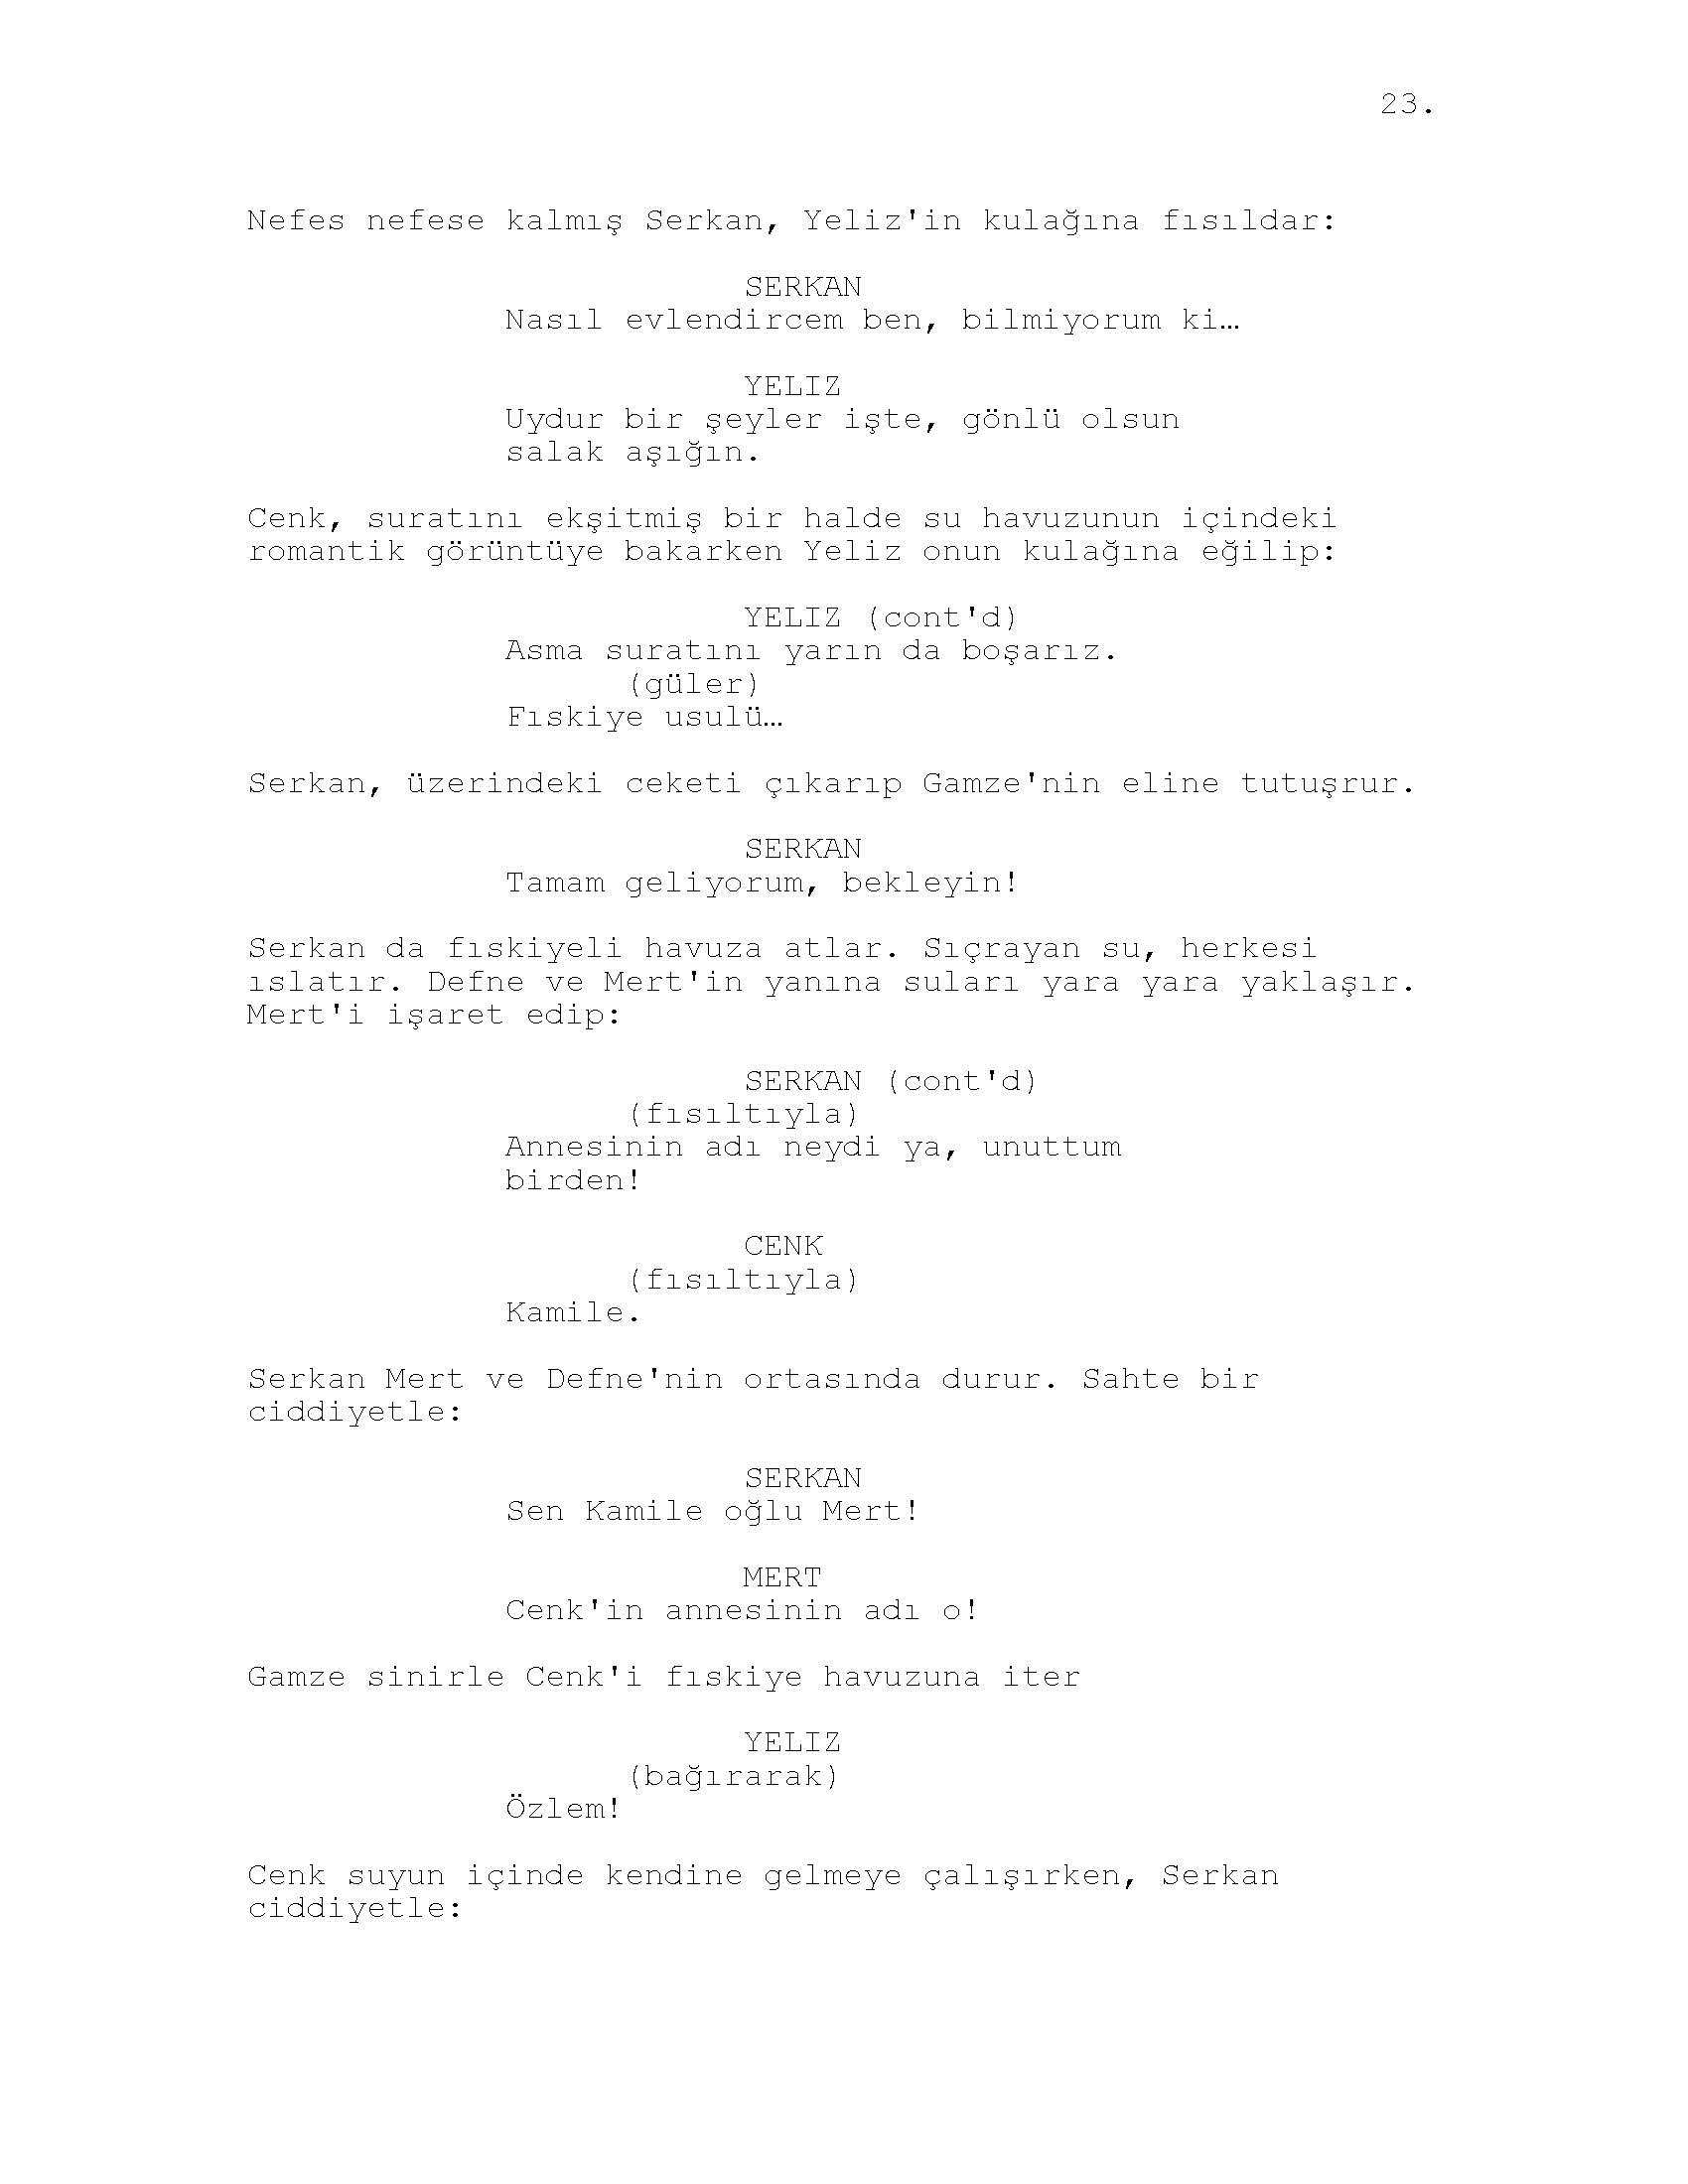 23.
Nefes nefese kalmış Serkan, Yeliz'in kulağına fısıldar:
SERKAN
Nasıl evlendircem ben, bilmiyorum ki…
YELIZ
Uydur bir şeyler işte, gönlü olsun
salak aşığın.
Cenk, suratını ekşitmiş bir halde su havuzunun içindeki
romantik görüntüye bakarken Yeliz onun kulağına eğilip:
YELIZ (cont'd)
Asma suratını yarın da boşarız.
(güler)
Fıskiye usulü…
Serkan, üzerindeki ceketi çıkarıp Gamze'nin eline tutuşrur.
SERKAN
Tamam geliyorum, bekleyin!
Serkan da fıskiyeli havuza atlar. Sıçrayan su, herkesi
ıslatır. Defne ve Mert'in yanına suları yara yara yaklaşır.
Mert'i işaret edip:
SERKAN (cont'd)
(fısıltıyla)
Annesinin adı neydi ya, unuttum
birden!
CENK
(fısıltıyla)
Kamile.
Serkan Mert ve Defne'nin ortasında durur. Sahte bir
ciddiyetle:
SERKAN
Sen Kamile oğlu Mert!
MERT
Cenk'in annesinin adı o!
Gamze sinirle Cenk'i fıskiye havuzuna iter
YELIZ
(bağırarak)
Özlem!
Cenk suyun içinde kendine gelmeye çalışırken, Serkan
ciddiyetle: